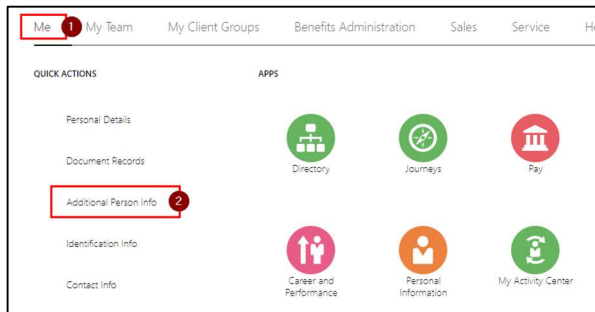 Me 1 My Team My Client Groups Benefits Administration Sales Service
QUICK ACTIONS APPS
Personal Details
Document Records
Directory Journeys Pay
Additional Person Info 2
Identification Info
Contact Info
Career and Performance
Personal Information
My Activity Center